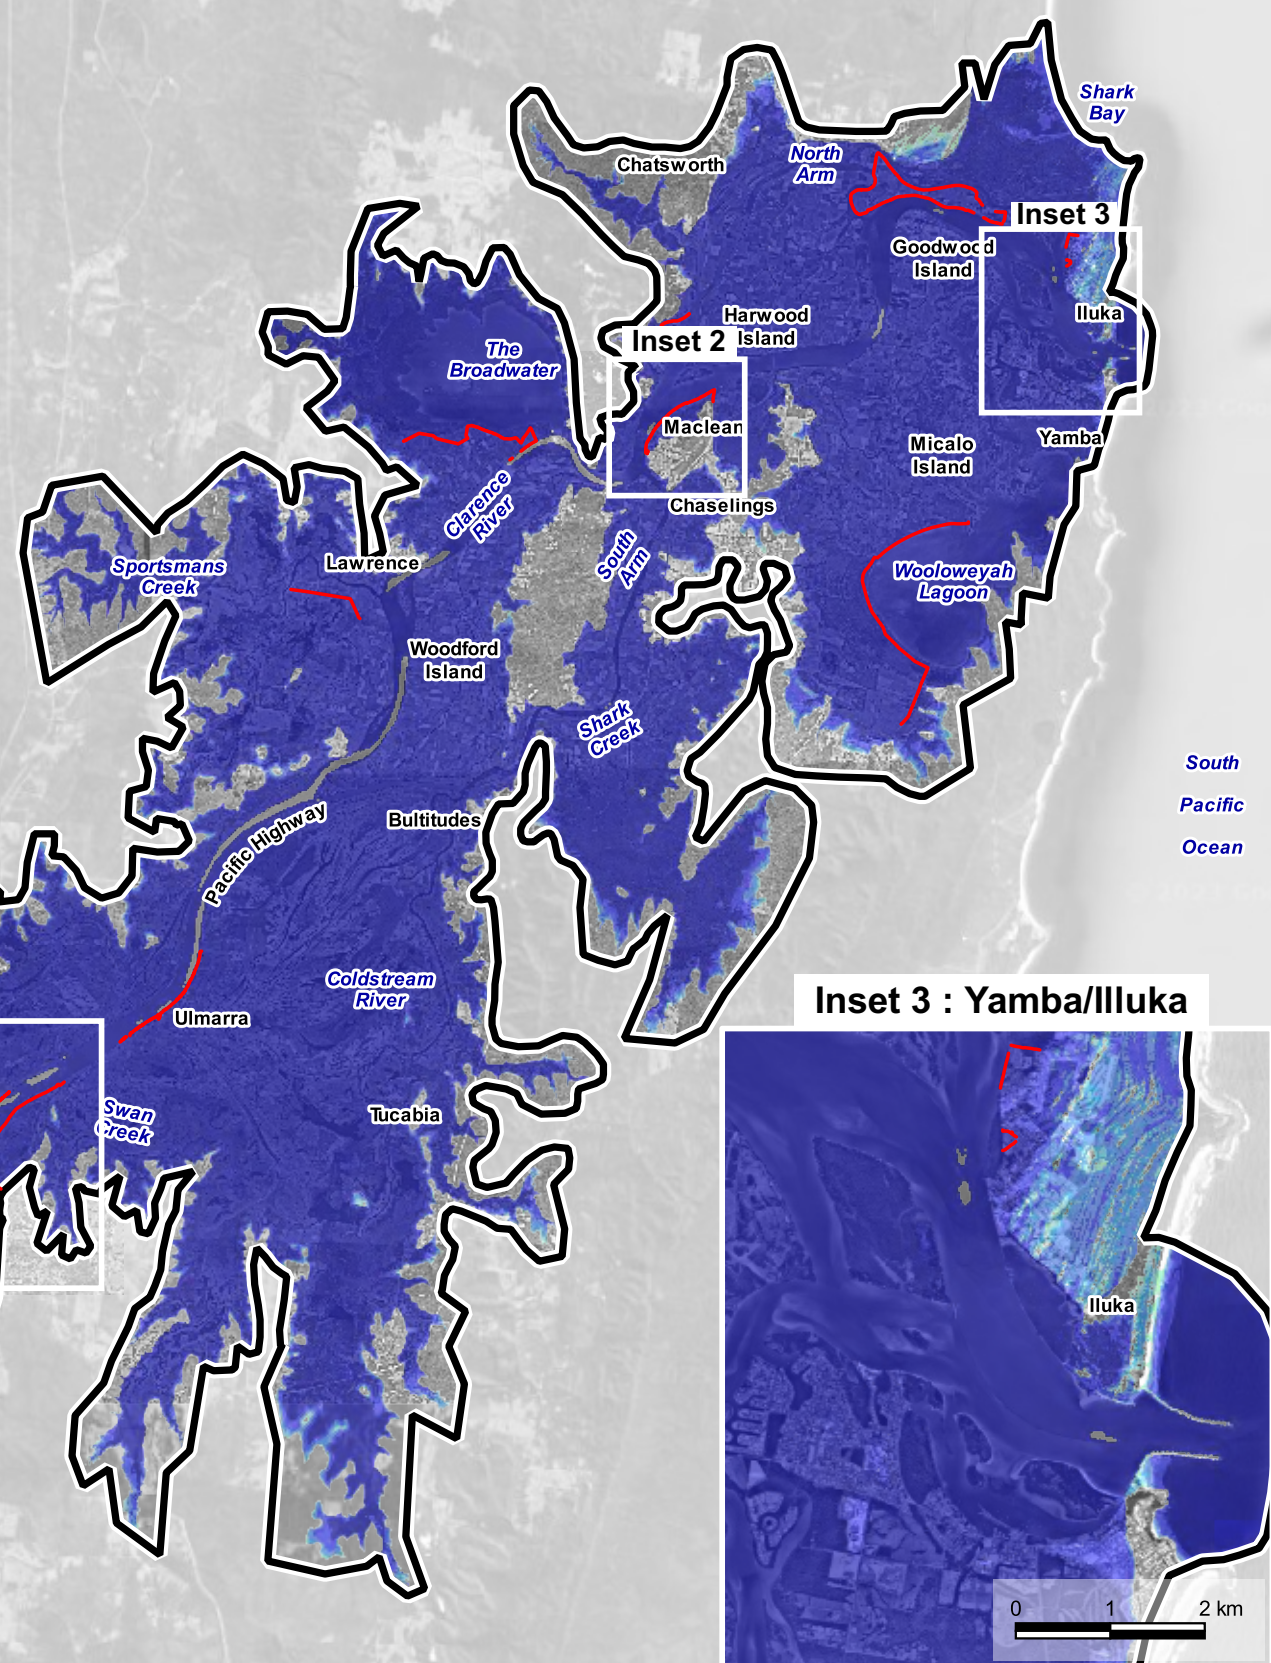 Shark
Bay
Chatsworth
North
Arm
Inset 3
Goodwood
Island
Iluka
Harwood
Island
Inset 2
The
Broadwater
Maclean
Micalo
Island
Yamba
Clarence
River
Chaselings
South
Arm
Sportsmans
Creek
Lawrence
Wooloweyah
Lagoon
Woodford
Island
Shark
Creek
South
Pacific
Ocean
Bultitudes
Pacific Highway
Coldstream
River
Ulmarra
Inset 3 : Yamba/Illuka
Swan
Creek
Tucabia
Iluka
0 1 2 km